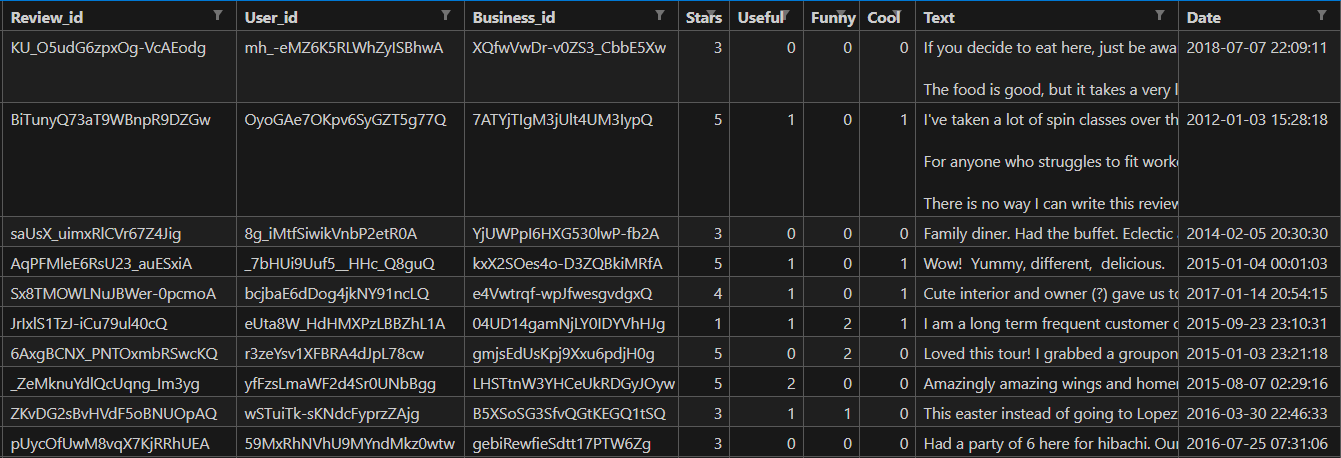 Review_id User_id Business_id Stars Useful Funny Cool Text Date
KU_O5udG6zpxOg-VcAEodg mh_-eMZ6K5RLWhZyISBhwA XQfwVwDr-v0ZS3_CbbE5Xw 3 0 0 0 If you decide to eat here, just be awa 2018-07-07 22:09:11
The food is good, but it takes a very l
BiTunyQ73aT9WBnpR9DZGw OyoGAe7OKpv6SyGZT5g77Q 7ATYjTIgM3jUlt4UM3IypQ 5 1 0 1 I've taken a lot of spin classes over th 2012-01-03 15:28:18
For anyone who struggles to fit worko
There is no way I can write this review
saUsX_uimxRlCVr67Z4Jig 8g_iMtfSiwikVnbP2etR0A YjUWPpI6HXG530lwP-fb2A 3 0 0 0 Family diner. Had the buffet. Eclectic 2014-02-05 20:30:30
AqPFMleE6RsU23_auESxiA _7bHUi9Uuf5__HHc_Q8guQ kxX2SOes4o-D3ZQBkiMRfA 5 1 0 1 Wow!  Yummy, different,  delicious. 2015-01-04 00:01:03
Sx8TMOWLNuJBWer-0pcmoA bcjbaE6dDog4jkNY91ncLQ e4Vwtrqf-wpJfwesgvdgxQ 4 1 0 1 Cute interior and owner (?) gave us to 2017-01-14 20:54:15
JrIxlS1TzJ-iCu79ul40cQ eUta8W_HdHMXPzLBBZhL1A 04UD14gamNjLY0IDYVhHJg 1 1 2 1 I am a long term frequent customer o 2015-09-23 23:10:31
6AxgBCNX_PNTOxmbRSwcKQ r3zeYsv1XFBRA4dJpL78cw gmjsEdUsKpj9Xxu6pdjH0g 5 0 2 0 Loved this tour! I grabbed a groupon 2015-01-03 23:21:18
_ZeMknuYdlQcUqng_Im3yg yfFzsLmaWF2d4Sr0UNbBgg LHSTtnW3YHCeUkRDGyJOyw 5 2 0 0 Amazingly amazing wings and homem 2015-08-07 02:29:16
ZKvDG2sBvHVdF5oBNUOpAQ wSTuiTk-sKNdcFyprzZAjg B5XSoSG3SfvQGtKEGQ1tSQ 3 1 1 0 This easter instead of going to Lopez 2016-03-30 22:46:33
pUycOfUwM8vqX7KjRRhUEA 59MxRhNVhU9MYndMkz0wtw gebiRewfieSdtt17PTW6Zg 3 0 0 0 Had a party of 6 here for hibachi. Our 2016-07-25 07:31:06